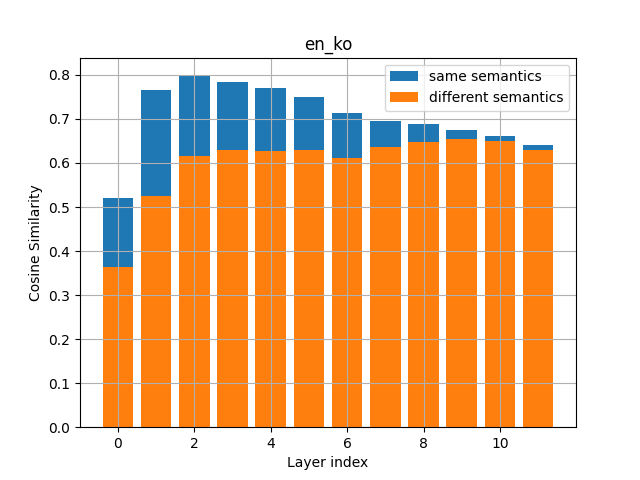 en_ko
same semantics
different semantics
0.8
0.7
0.6
0.5
0.4
0.3
0.2
0.1
0.0
Cosine Similarity
0 2 4 6 8 10
Layer index